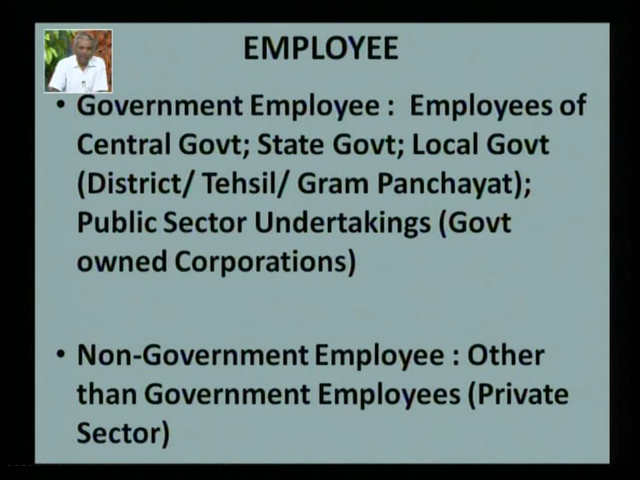 EMPLOYEE
• Government Employee : Employees of
Central Govt; State Govt; Local Govt
(District/ Tehsil/ Gram Panchayat);
Public Sector Undertakings (Govt
owned Corporations)
• Non-Government Employee : Other
than Government Employees (Private
Sector)